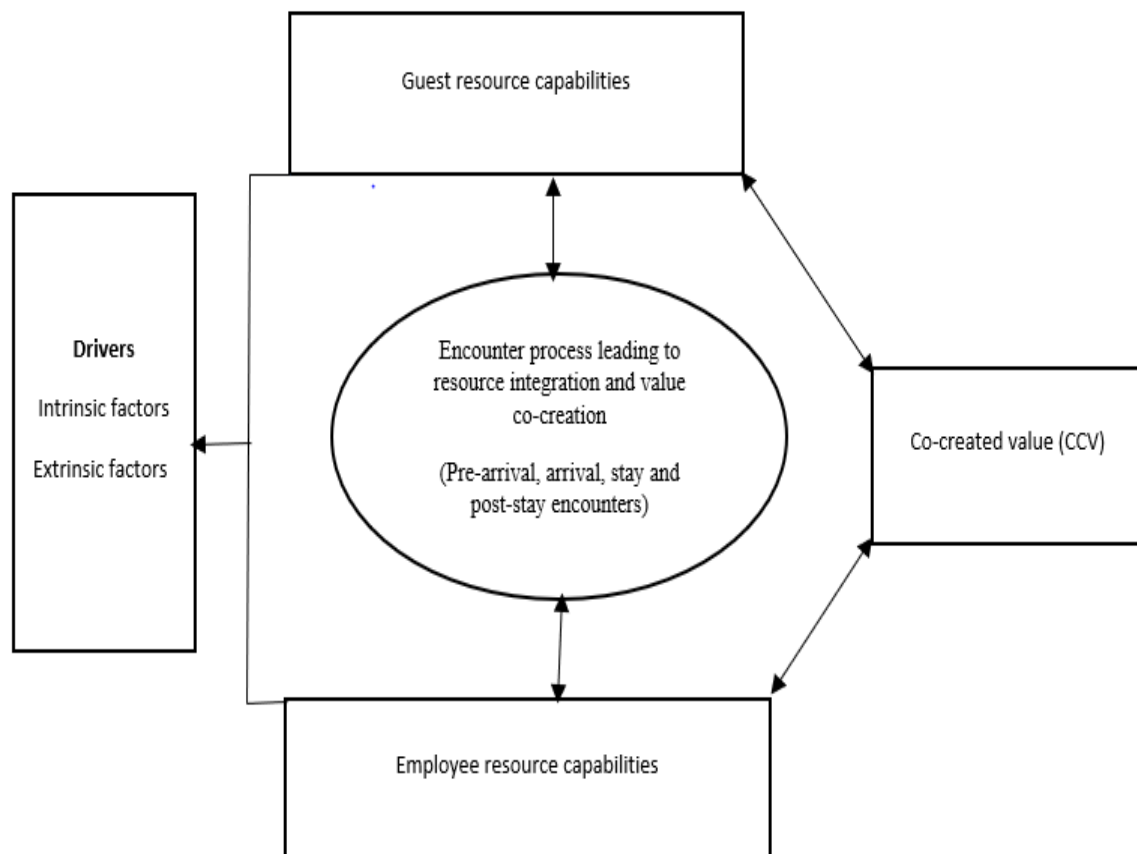 Guest resource capabilities
Drivers
Intrinsic factors
Extrinsic factors
Encounter process leading to
resource integration and value
co-creation
(Pre-arrival, arrival, stay and
post-stay encounters)
Co-created value (CCV)
Employee resource capabilities